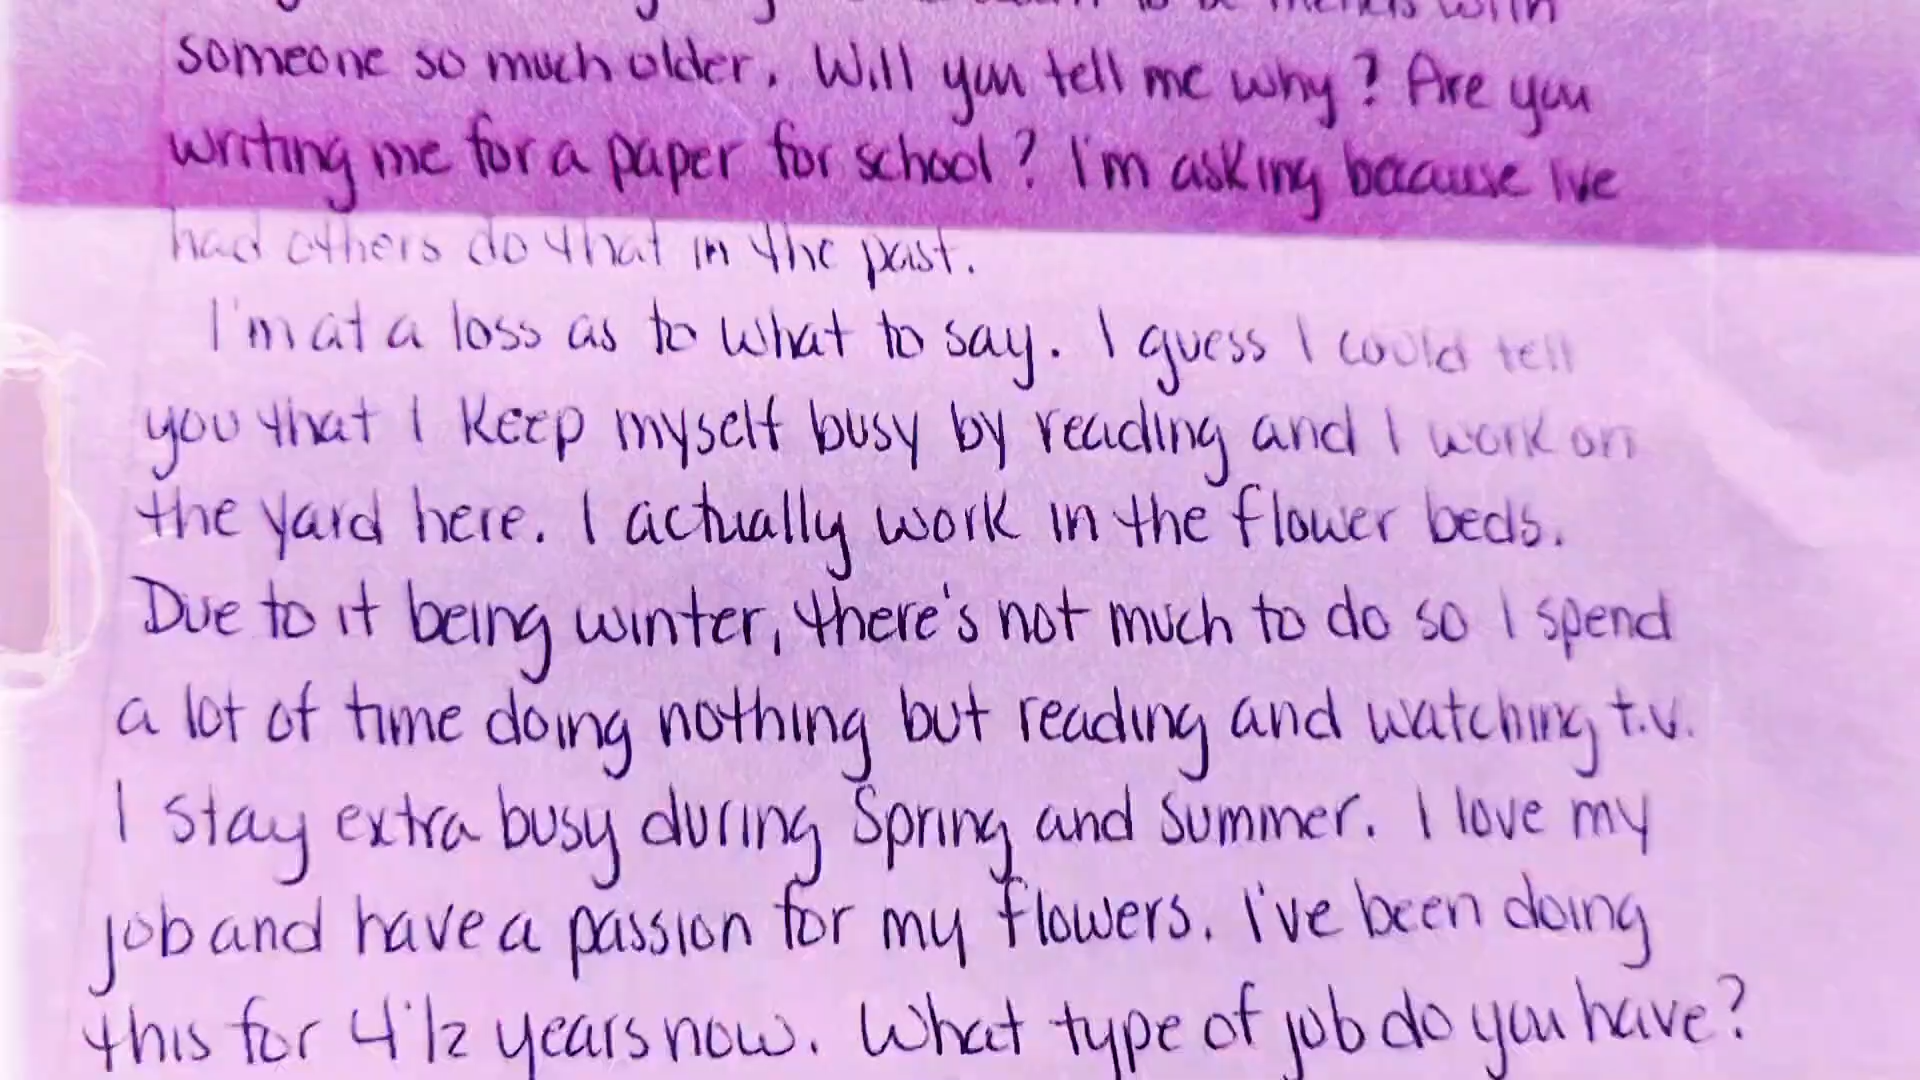 to be friends with
someone so much older. Will you tell me why? Are you
writing me for a paper for school? I'm asking because Ive
had others do that in the past.
I'm at a loss as to what to say. I guess I could tell
you that I keep myself busy by reading and I work on
the yard here. I actually work in the flower beds.
Due to it being winter, there's not much to do so I spend
a lot of time doing nothing but reading and watching t.v.
I stay extra busy during Spring and Summer. I love my
job and have a passion for my flowers. I've been doing
this for 4 1/2 years now. What type of job do you have?